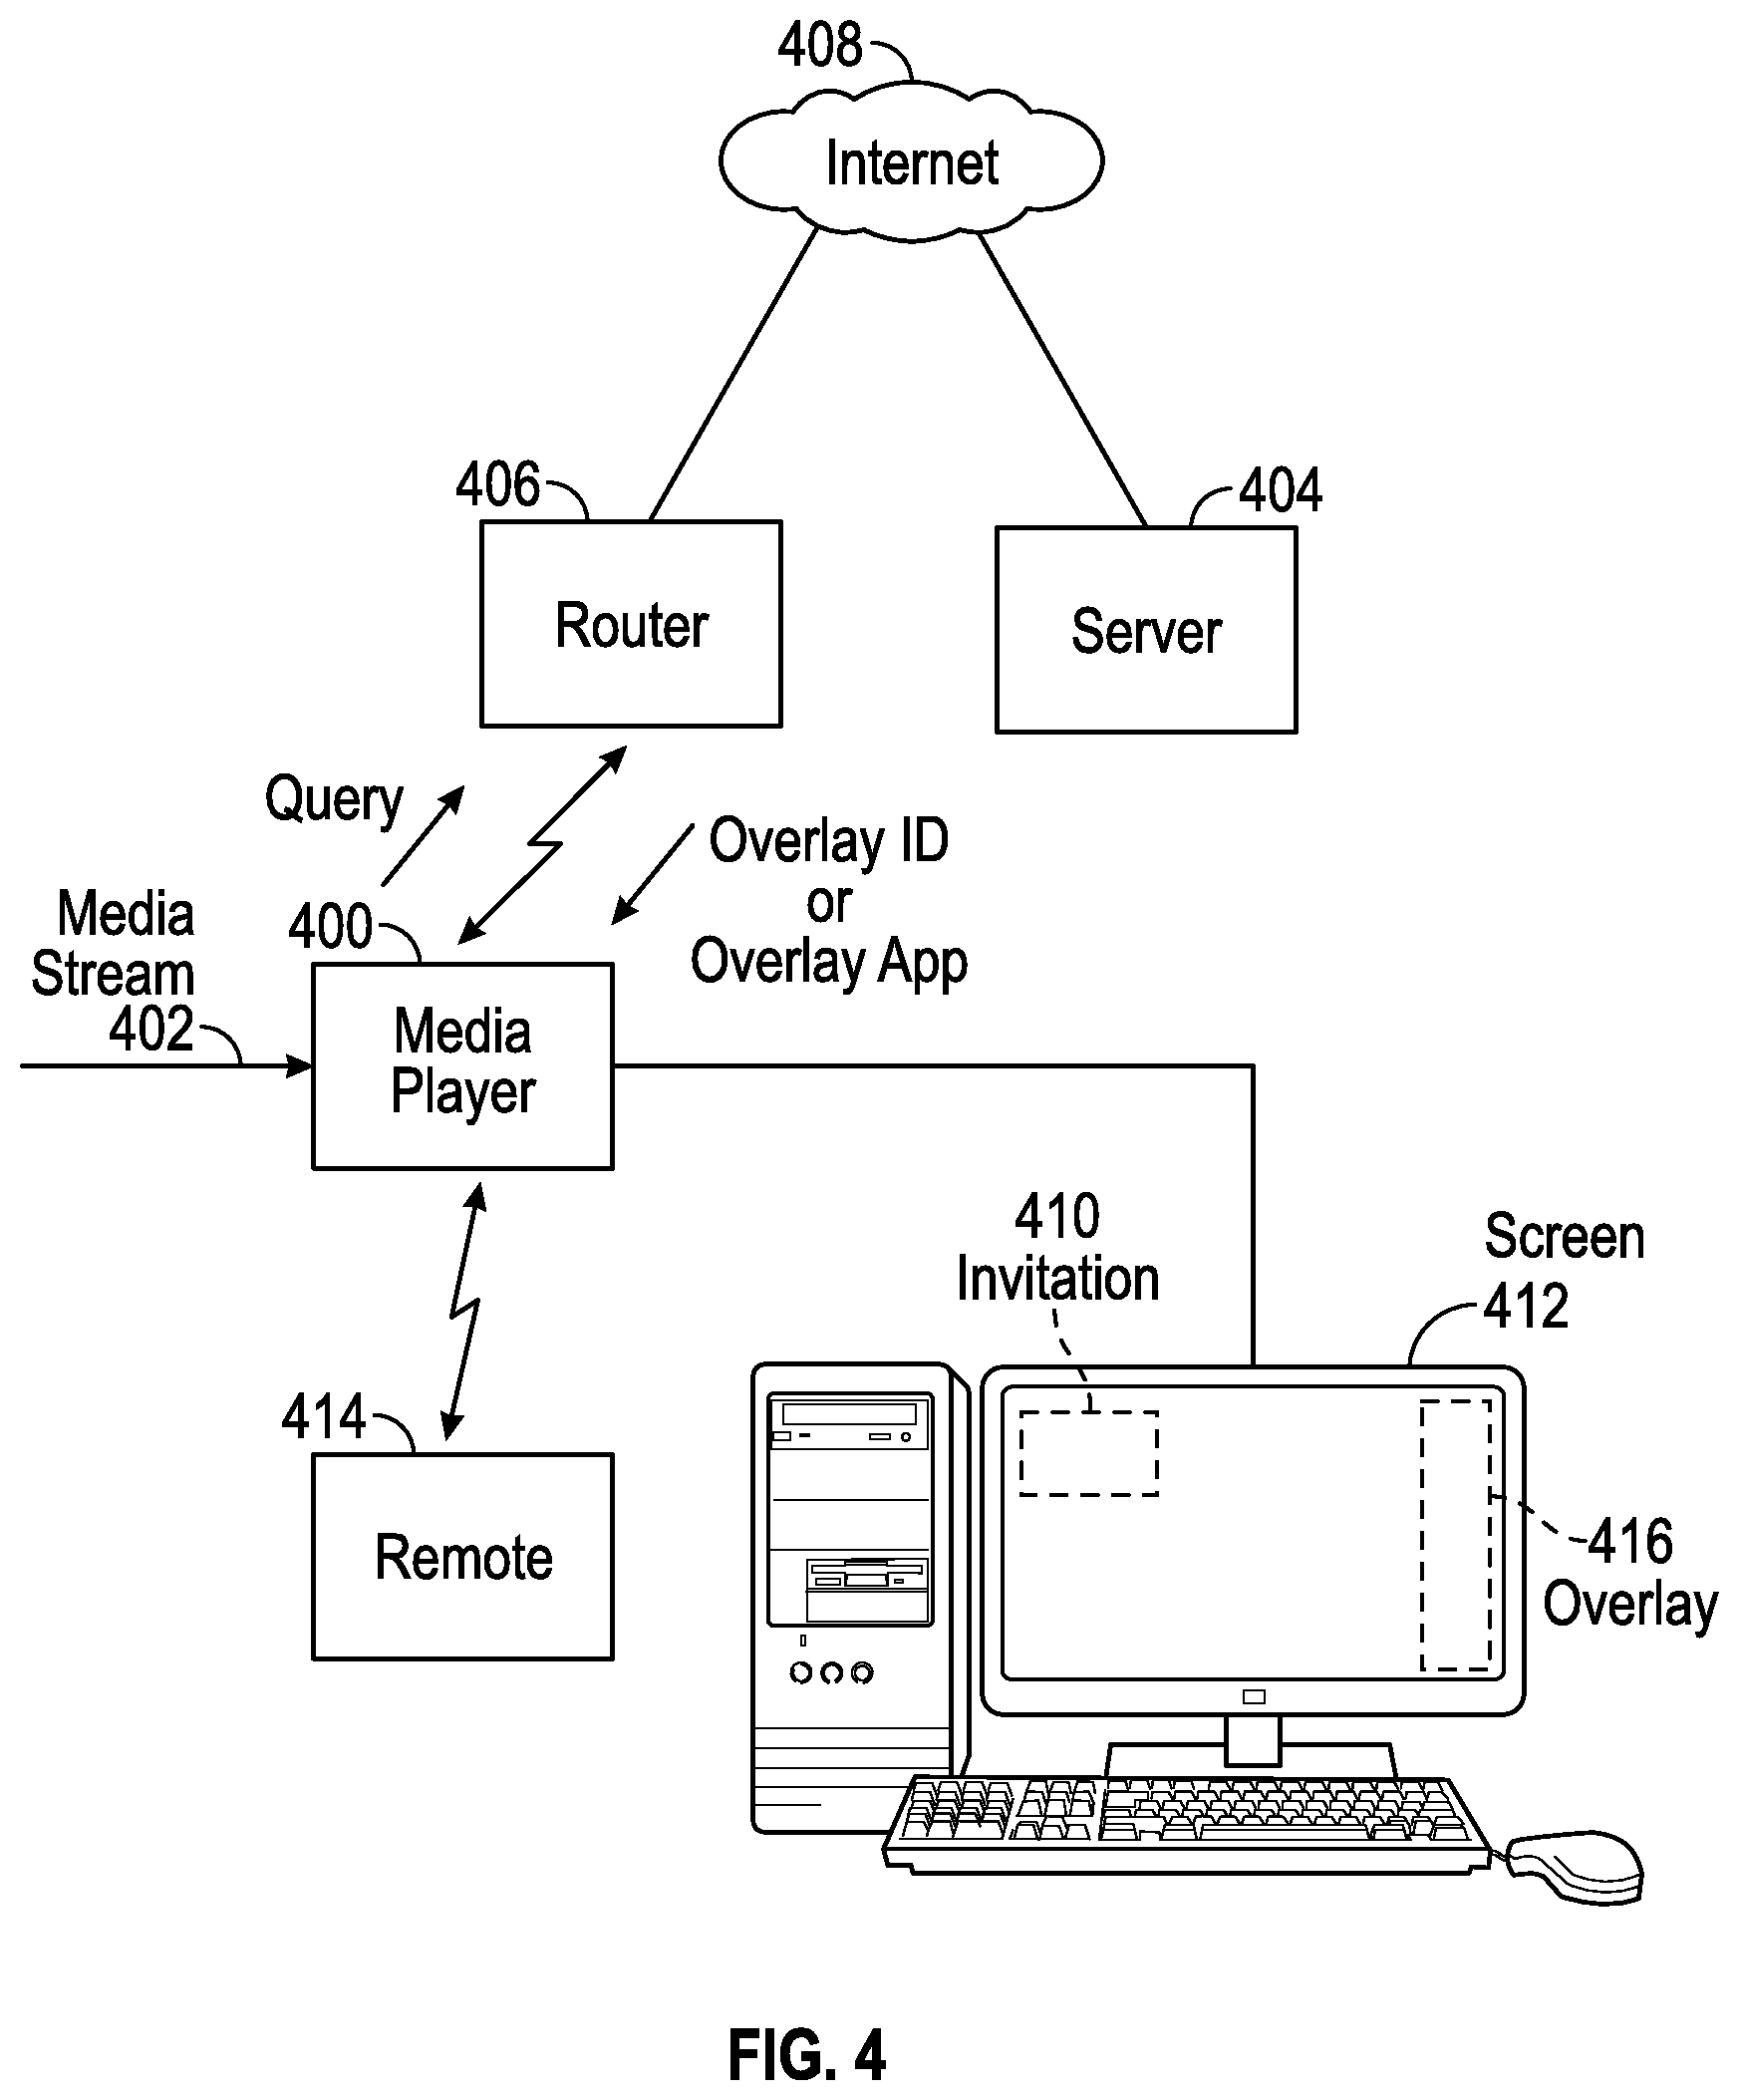 408
Internet
406
404
Router
Server
Query
Overlay ID
or
Overlay App
Media
Stream
402
400
Media
Player
410
Invitation
Screen
412
414
Remote
416
Overlay
FIG. 4